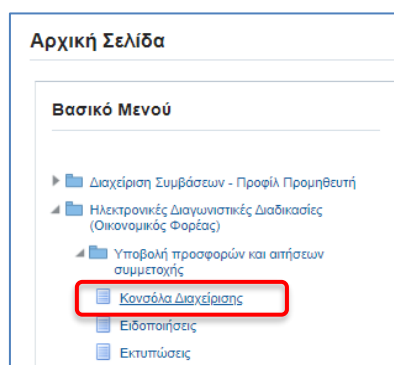 Αρχική Σελίδα
Βασικό Μενού
Διαχείριση Συμβάσεων - Προφίλ Προμηθευτή
Ηλεκτρονικές Διαγωνιστικές Διαδικασίες
(Οικονομικός Φορέας)
Υποβολή προσφορών και αιτήσεων
συμμετοχής
Κονσόλα Διαχείρισης
Ειδοποιήσεις
Εκτυπώσεις